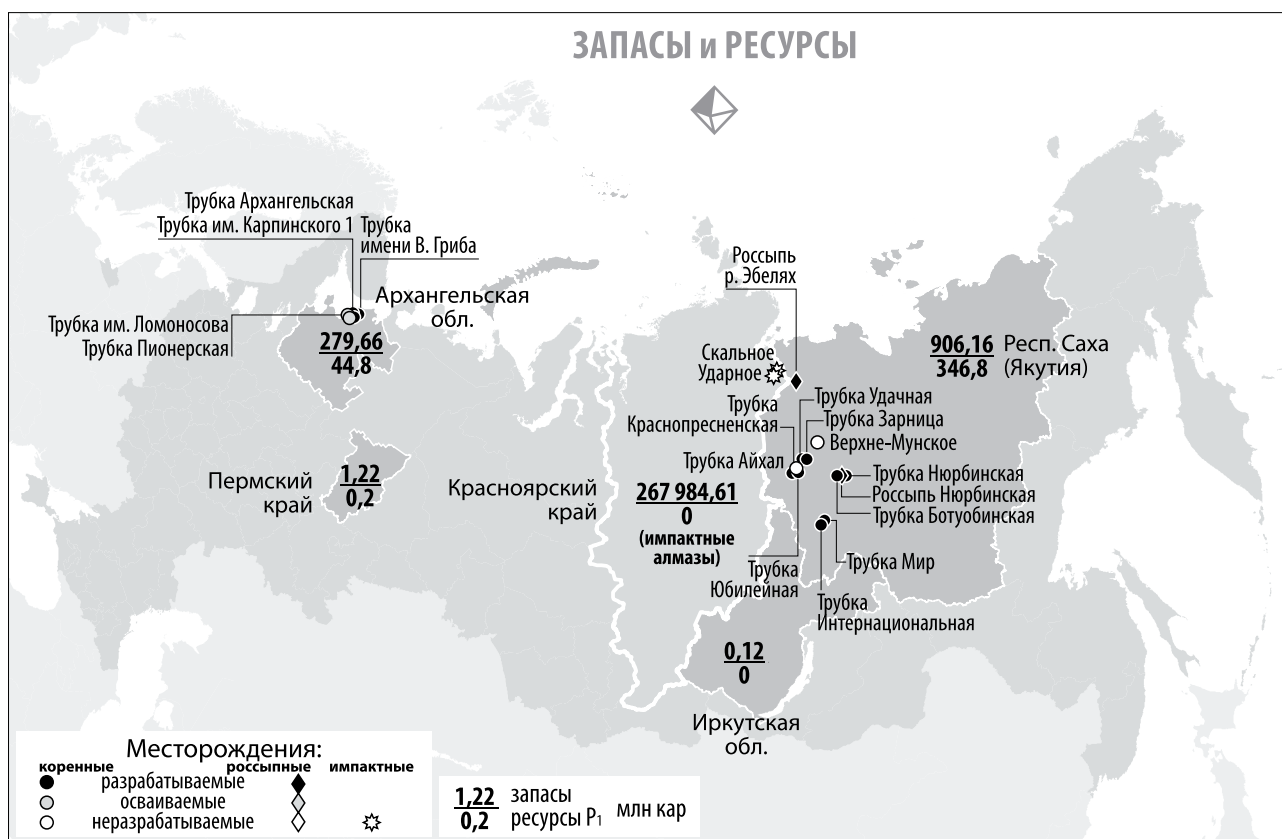 ЗАПАСЫ и РЕСУРСЫ
Трубка Архангельская
Трубка им. Карпинского 1
Трубка
имени В. Гриба
Архангельская
обл.
Трубка им. Ломоносова
Трубка Пионерская
279,66
44,8
Пермский
край
1,22
0,2
Красноярский
край
267 984,61
0
(импактные
алмазы)
Россыпь
р. Эбелях
Скальное
Ударное
906,16
346,8
Респ. Саха
(Якутия)
Трубка
Краснопресненская
Трубка Удачная
Трубка Зарница
Верхне-Мунское
Трубка Айхал
Трубка Нюрбинская
Россыпь Нюрбинская
Трубка Ботуобинская
Трубка
Юбилейная
Трубка Мир
Трубка
Интернациональная
0,12
0
Иркутская
обл.
Месторождения:
коренные россыпные импактные
разрабатываемые
осваиваемые
неразрабатываемые
1,22 запасы
0,2 ресурсы P1
млн кар